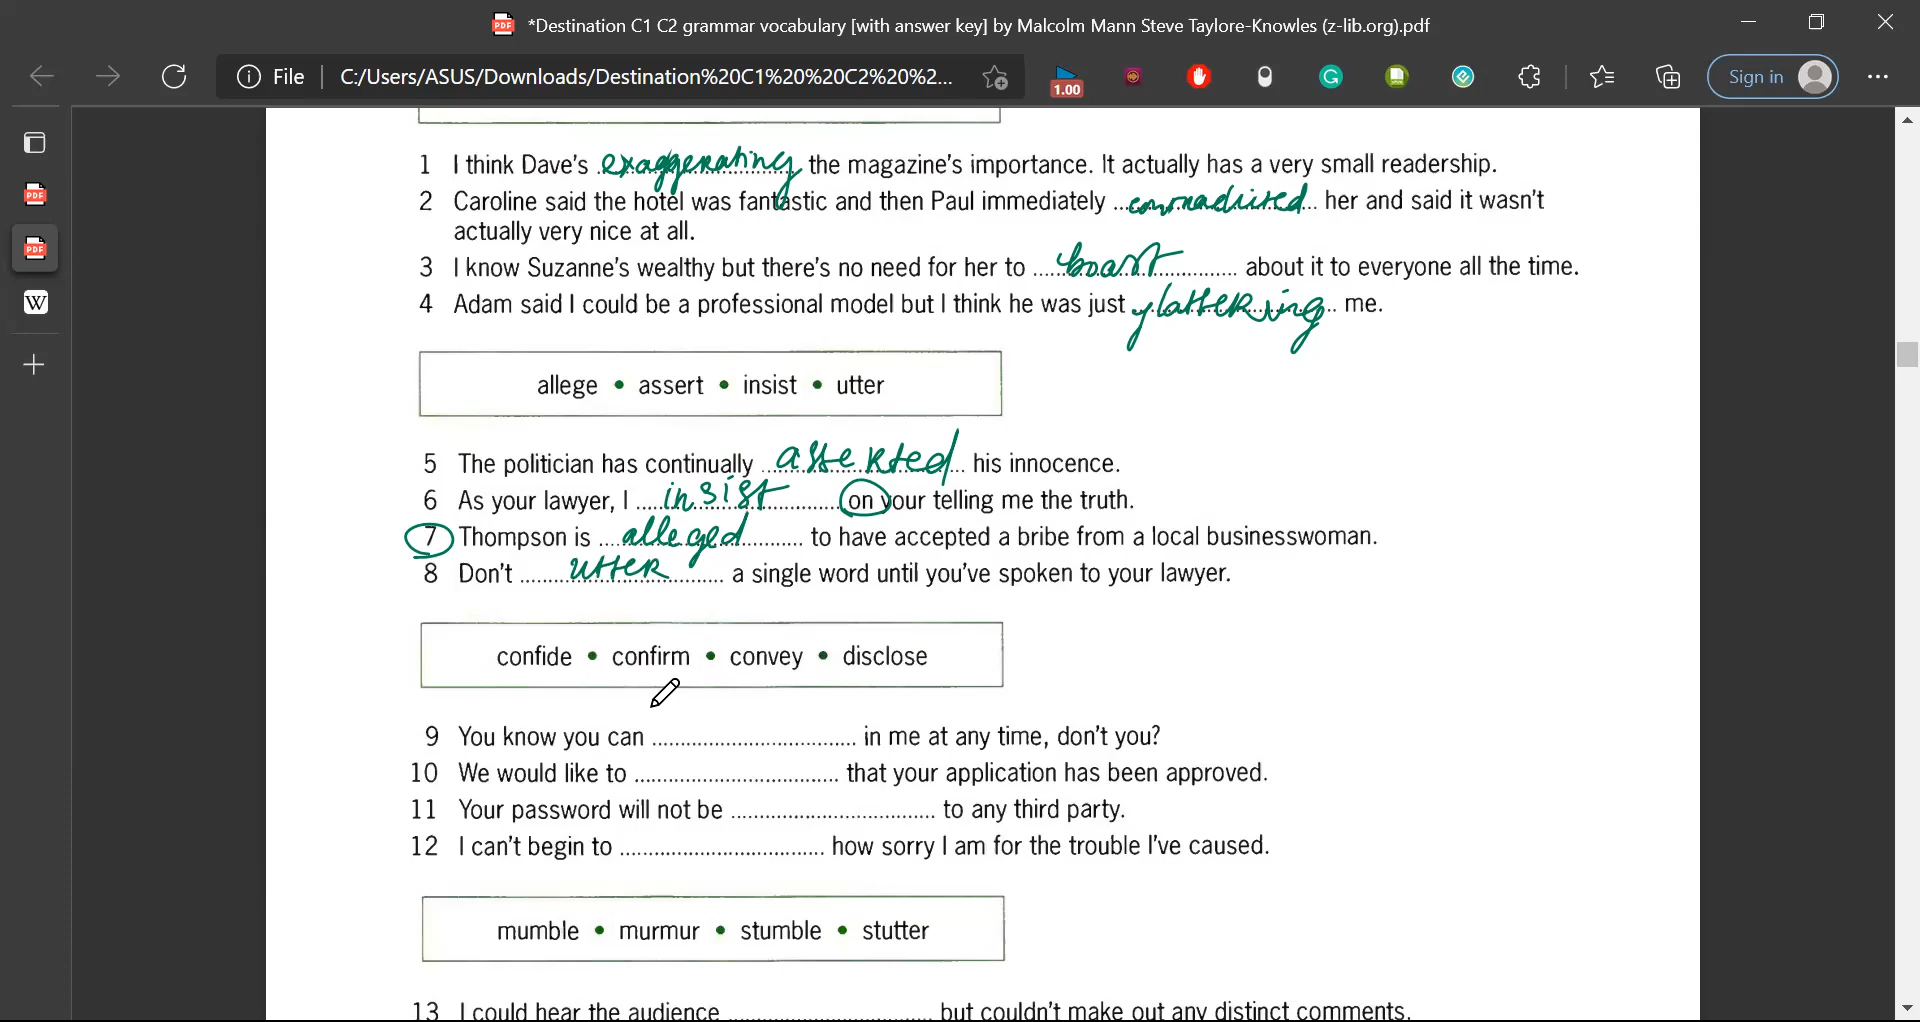 *Destination C1 C2 grammar vocabulary [with answer key] by Malcolm Mann Steve Taylore-Knowles (z-lib.org).pdf
File C:/Users/ASUS/Downloads/Destination%20C1%20%20C2%20%2... 1.00 Sign in
1 I think Dave's exaggerating the magazine's importance. It actually has a very small readership.
2 Caroline said the hotel was fantastic and then Paul immediately contradicted her and said it wasn't
actually very nice at all.
3 I know Suzanne's wealthy but there's no need for her to boast about it to everyone all the time.
4 Adam said I could be a professional model but I think he was just flattering me.
allege • assert • insist • utter
5 The politician has continually asserted his innocence.
6 As your lawyer, I insist on your telling me the truth.
7 Thompson is alleged to have accepted a bribe from a local businesswoman.
8 Don't utter a single word until you've spoken to your lawyer.
confide • confirm • convey • disclose
9 You know you can .................................. in me at any time, don't you?
10 We would like to .................................. that your application has been approved.
11 Your password will not be .................................. to any third party.
12 I can't begin to .................................. how sorry I am for the trouble I've caused.
mumble • murmur • stumble • stutter
13 I could hear the audience .................................. but couldn't make out any distinct comments.